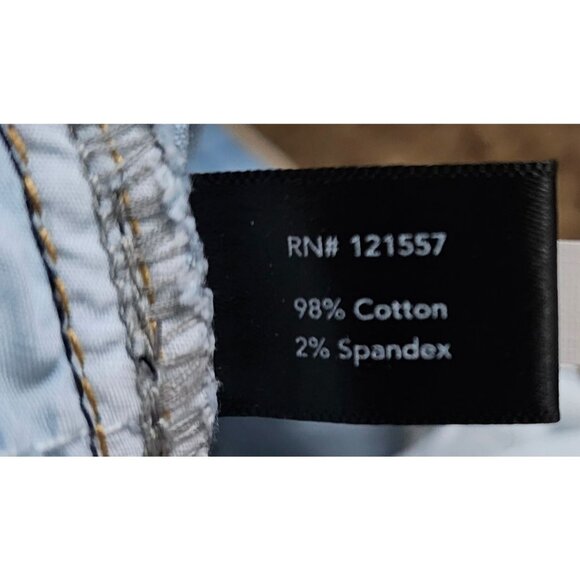 RN# 121557
98% Cotton
2% Spandex